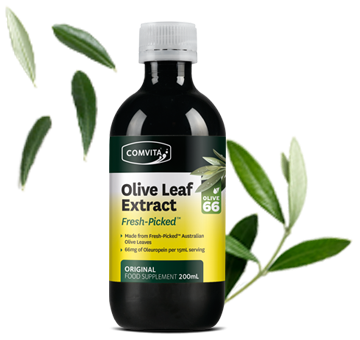 COMVITA
Olive Leaf
Extract
Fresh-Picked™
OLIVE
66
• Made from Fresh-Picked™ Australian
Olive Leaves
• 66mg of Oleuropein per 15mL serving
ORIGINAL
FOOD SUPPLEMENT 200mL